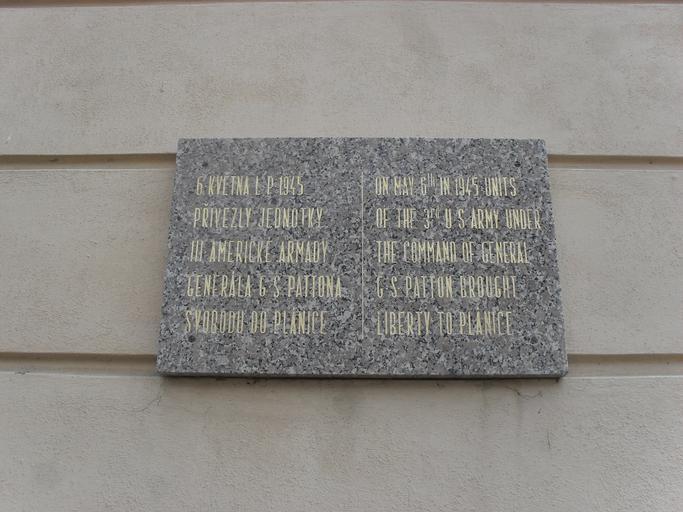 6. KVĚTNA L. P. 1945
PŘIVEZLY JEDNOTKY
III. AMERICKÉ ARMÁDY
GENERÁLA G. S. PATTONA
SVOBODU DO PLÁNICE
ON MAY 6TH IN 1945 UNITS
OF THE 3RD U. S. ARMY UNDER
THE COMMAND OF GENERAL
G. S. PATTON BROUGHT
LIBERTY TO PLÁNICE